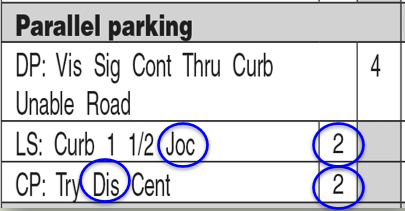 Parallel parking
DP: Vis Sig Cont Thru Curb 4
Unable Road
LS: Curb 1 1/2 Joc 2
CP: Try Dis Cent 2